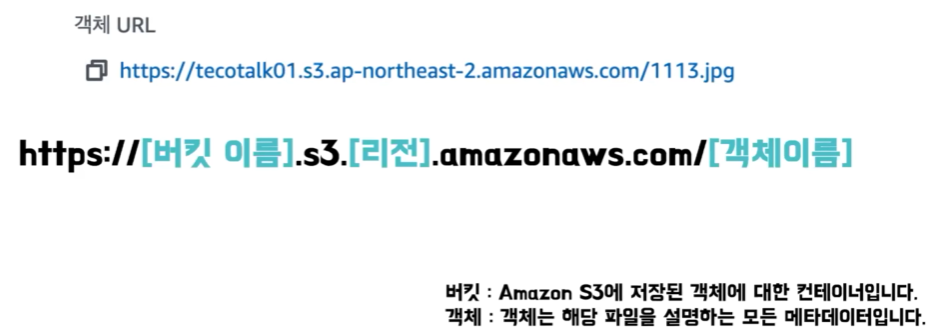 객체 URL
https://tecotalk01.s3.ap-northeast-2.amazonaws.com/1113.jpg
https://[버킷 이름].s3.[리전].amazonaws.com/[객체이름]
버킷 : Amazon S3에 저장된 객체에 대한 컨테이너입니다.
객체 : 객체는 해당 파일을 설명하는 모든 메타데이터입니다.